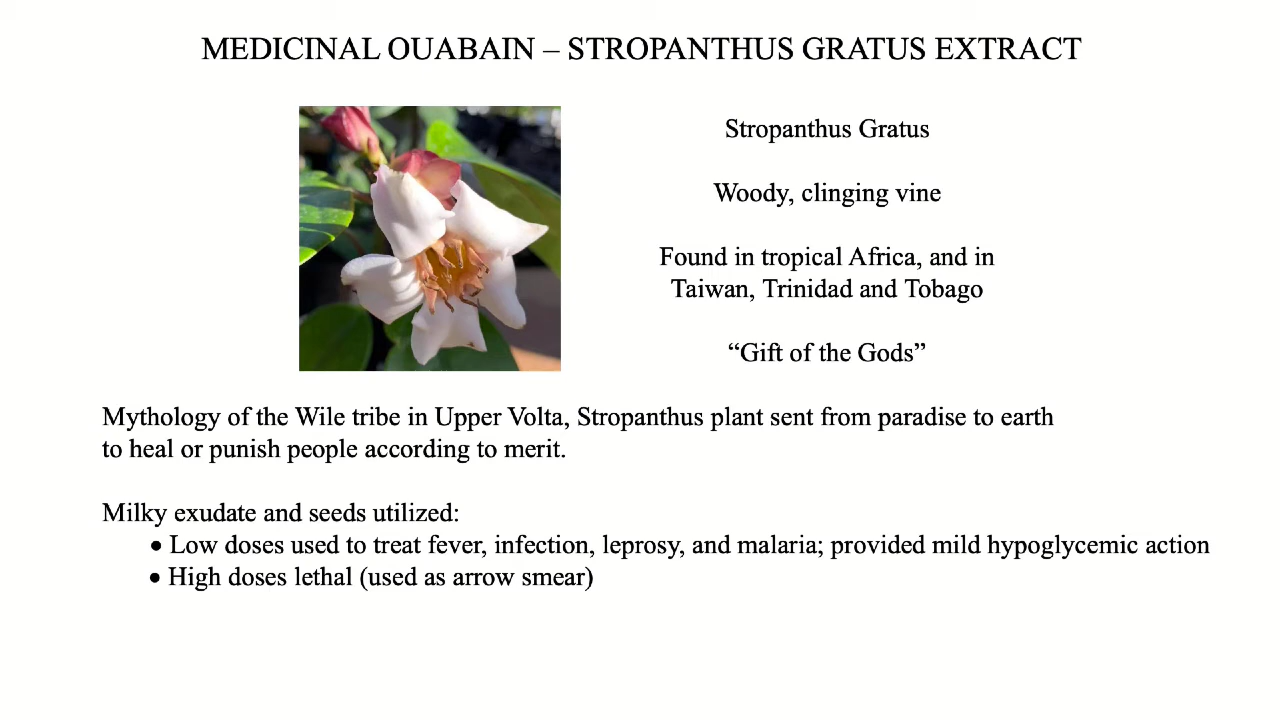 MEDICINAL OUABAIN – STROPANTHUS GRATUS EXTRACT
Stropanthus Gratus
Woody, clinging vine
Found in tropical Africa, and in
Taiwan, Trinidad and Tobago
“Gift of the Gods”
Mythology of the Wile tribe in Upper Volta, Stropanthus plant sent from paradise to earth
to heal or punish people according to merit.
Milky exudate and seeds utilized:
• Low doses used to treat fever, infection, leprosy, and malaria; provided mild hypoglycemic action
• High doses lethal (used as arrow smear)